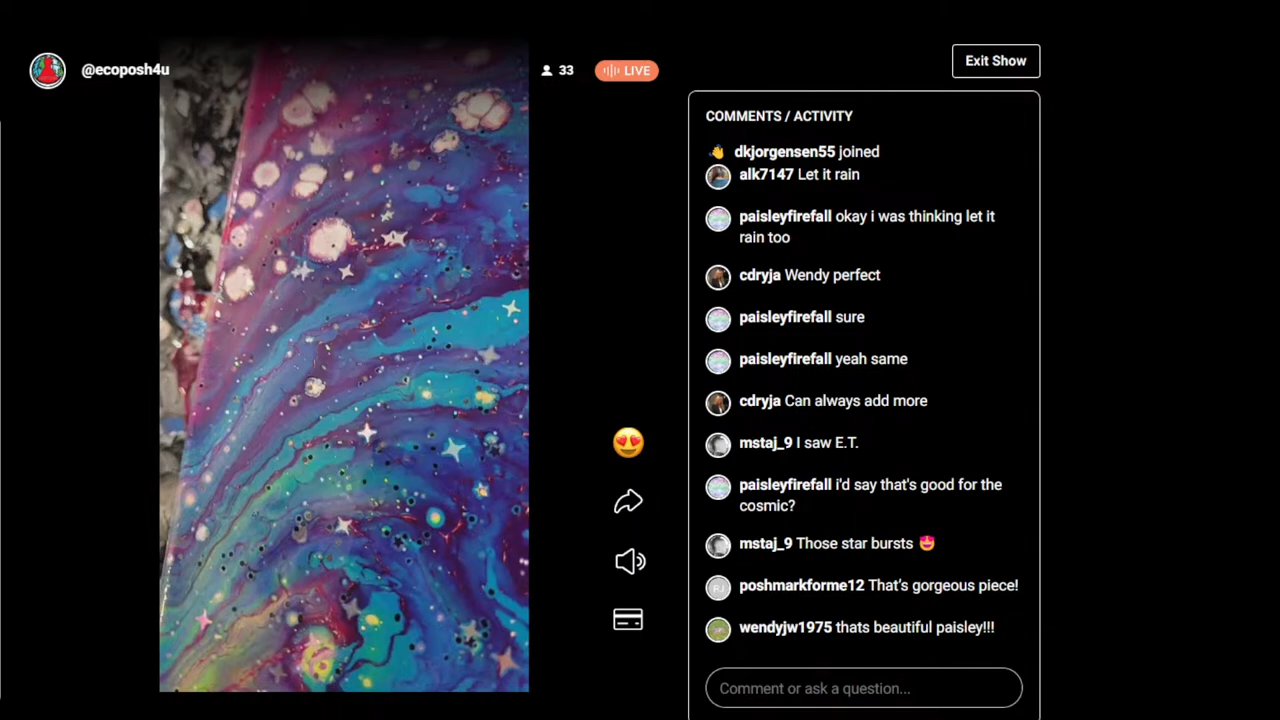 @ecoposh4u
33
LIVE
Exit Show
COMMENTS / ACTIVITY
👋 dkjorgensen55 joined
alk7147 Let it rain
paisleyfirefall okay i was thinking let it
rain too
cdryja Wendy perfect
paisleyfirefall sure
paisleyfirefall yeah same
cdryja Can always add more
mstaj_9 I saw E.T.
paisleyfirefall i'd say that's good for the
cosmic?
mstaj_9 Those star bursts 😍
poshmarkforme12 That's gorgeous piece!
wendyjw1975 thats beautiful paisley!!!
Comment or ask a question...